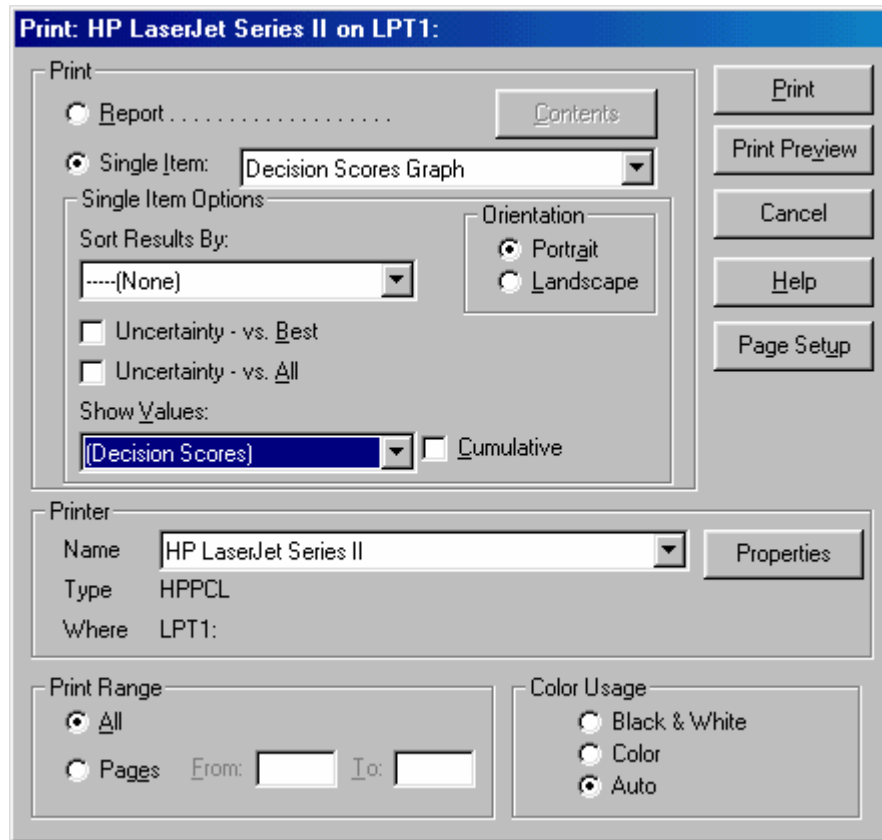 Print: HP LaserJet Series II on LPT1:
Print
Report . . . . . . . . . . . . . . . . . . .
Contents
Single Item:
Decision Scores Graph
Single Item Options
Sort Results By:
-----(None)
Orientation
Portrait
Landscape
Uncertainty - vs. Best
Uncertainty - vs. All
Show Values:
(Decision Scores)
Cumulative
Print
Print Preview
Cancel
Help
Page Setup
Printer
Name
HP LaserJet Series II
Properties
Type HPPCL
Where LPT1:
Print Range
All
Pages From: To:
Color Usage
Black & White
Color
Auto